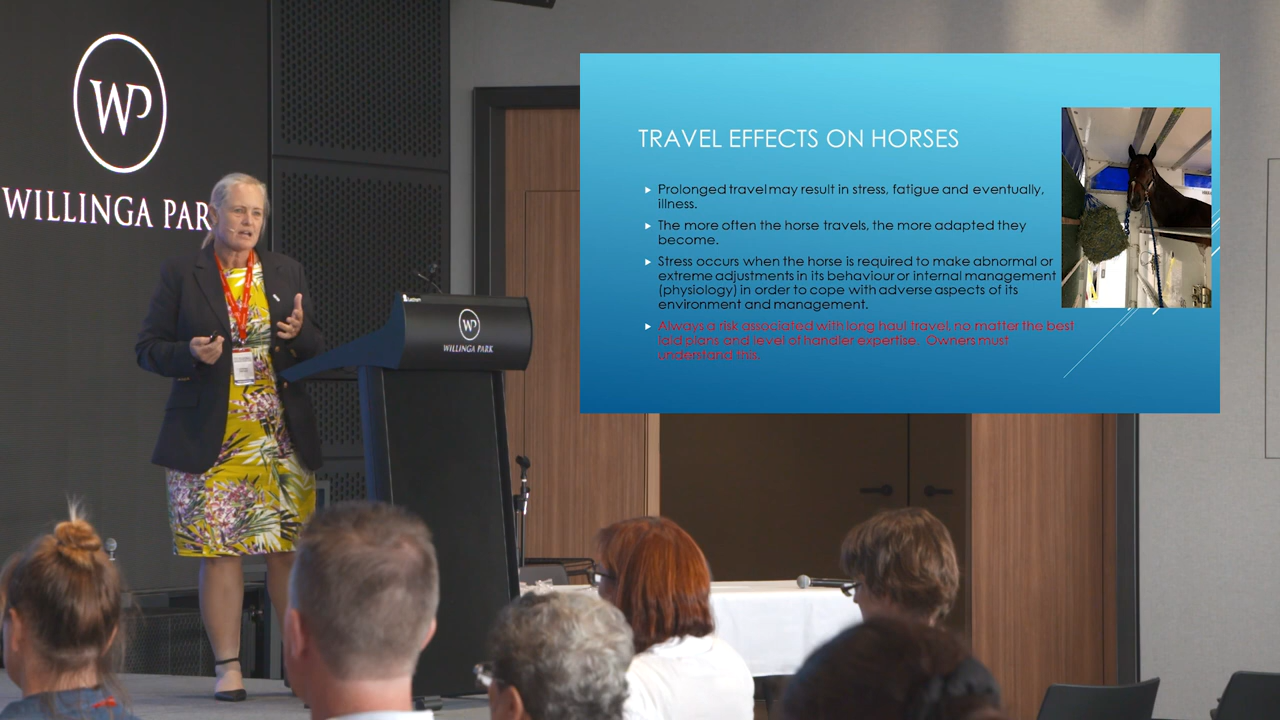 WP
WILLINGA PAR
WP
WILLINGA PARK
TRAVEL EFFECTS ON HORSES
Prolonged travel may result in stress, fatigue and eventually,
illness.
The more often the horse travels, the more adapted they
become.
Stress occurs when the horse is required to make abnormal or
extreme adjustments in its behaviour or internal management
(physiology) in order to cope with adverse aspects of its
environment and management.
Always a risk associated with long haul travel, no matter the best
laid plans and level of handler expertise. Owners must
understand this.